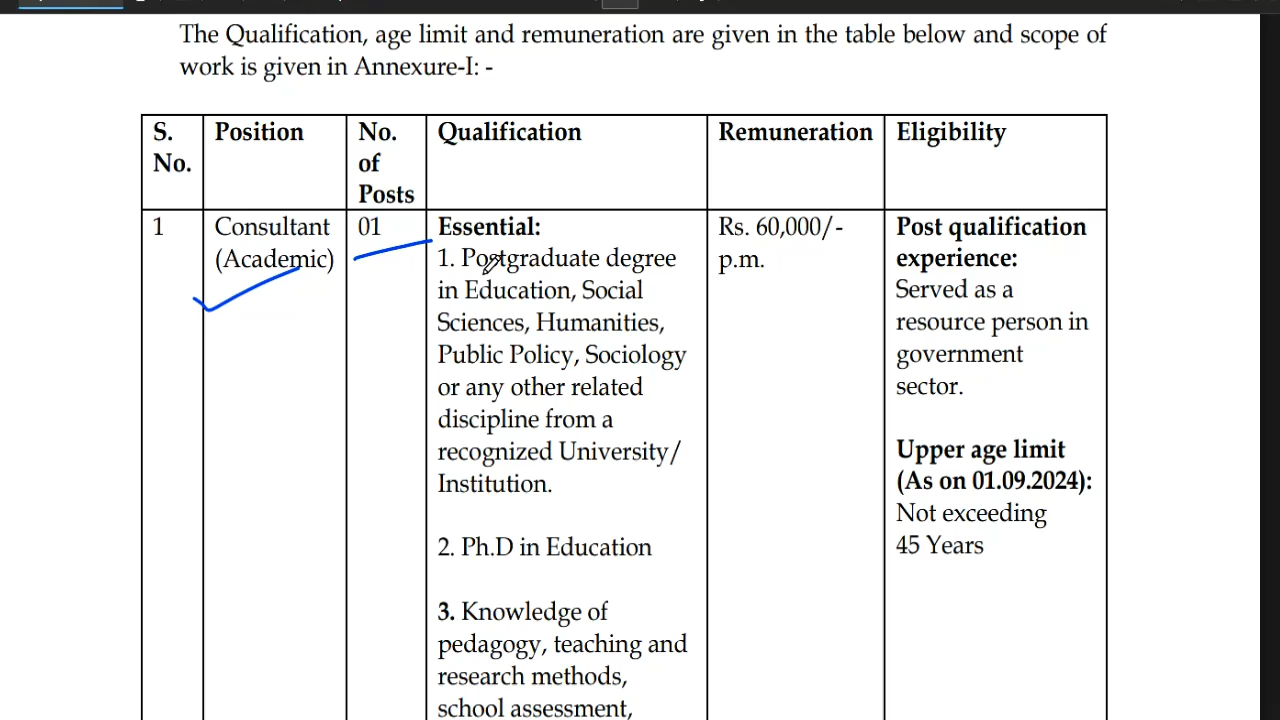 The Qualification, age limit and remuneration are given in the table below and scope of
work is given in Annexure-I: -
S.
No.
Position
No.
of
Posts
Qualification
Remuneration
Eligibility
1
Consultant
(Academic)
01
Essential:
1. Postgraduate degree
in Education, Social
Sciences, Humanities,
Public Policy, Sociology
or any other related
discipline from a
recognized University/
Institution.
2. Ph.D in Education
3. Knowledge of
pedagogy, teaching and
research methods,
school assessment,
Rs. 60,000/-
p.m.
Post qualification
experience:
Served as a
resource person in
government
sector.
Upper age limit
(As on 01.09.2024):
Not exceeding
45 Years